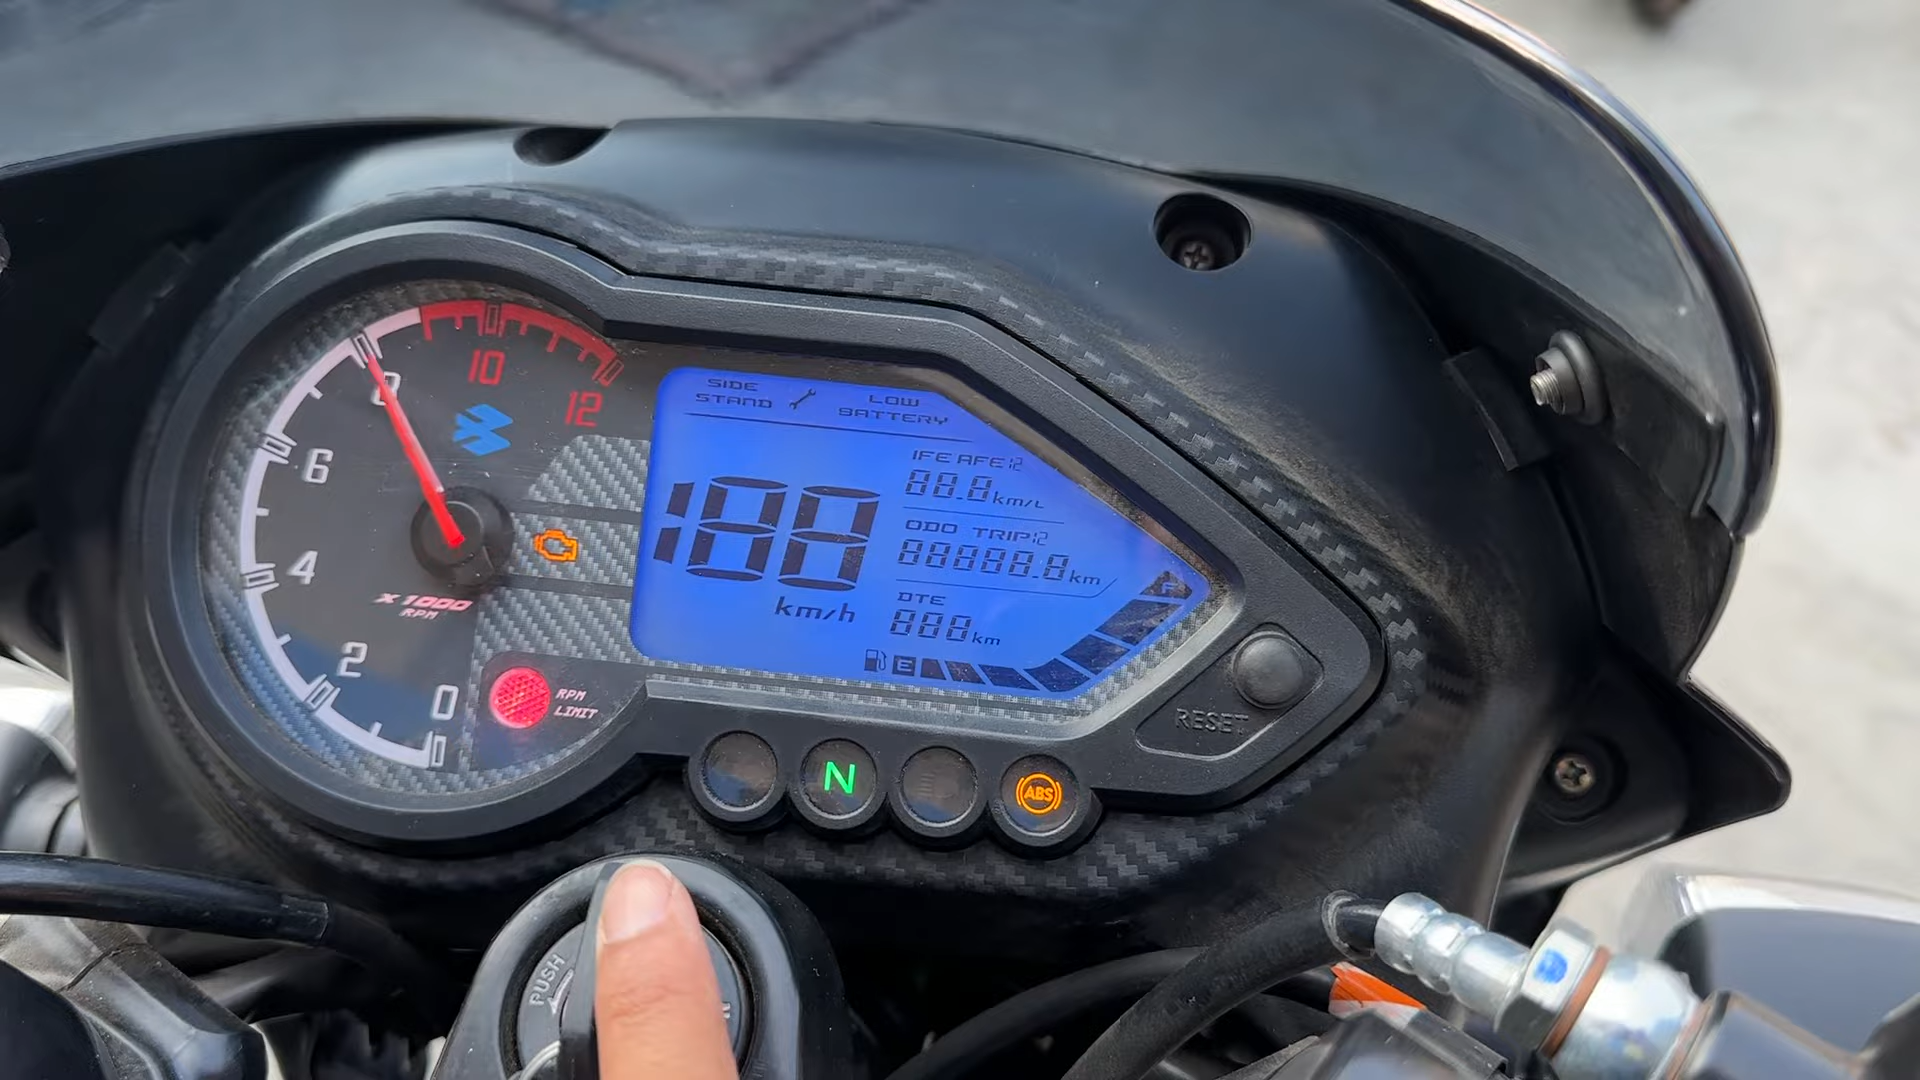 10
8
12
6
4
2
0
X1000
RPM
RPM
LIMIT
SIDE
STAND
LOW
BATTERY
IFE AFE12
88.8km/L
ODO TRIP12
88888.8km
188
km/h
DTE
888km
E
F
RESET
N
ABS
PUSH